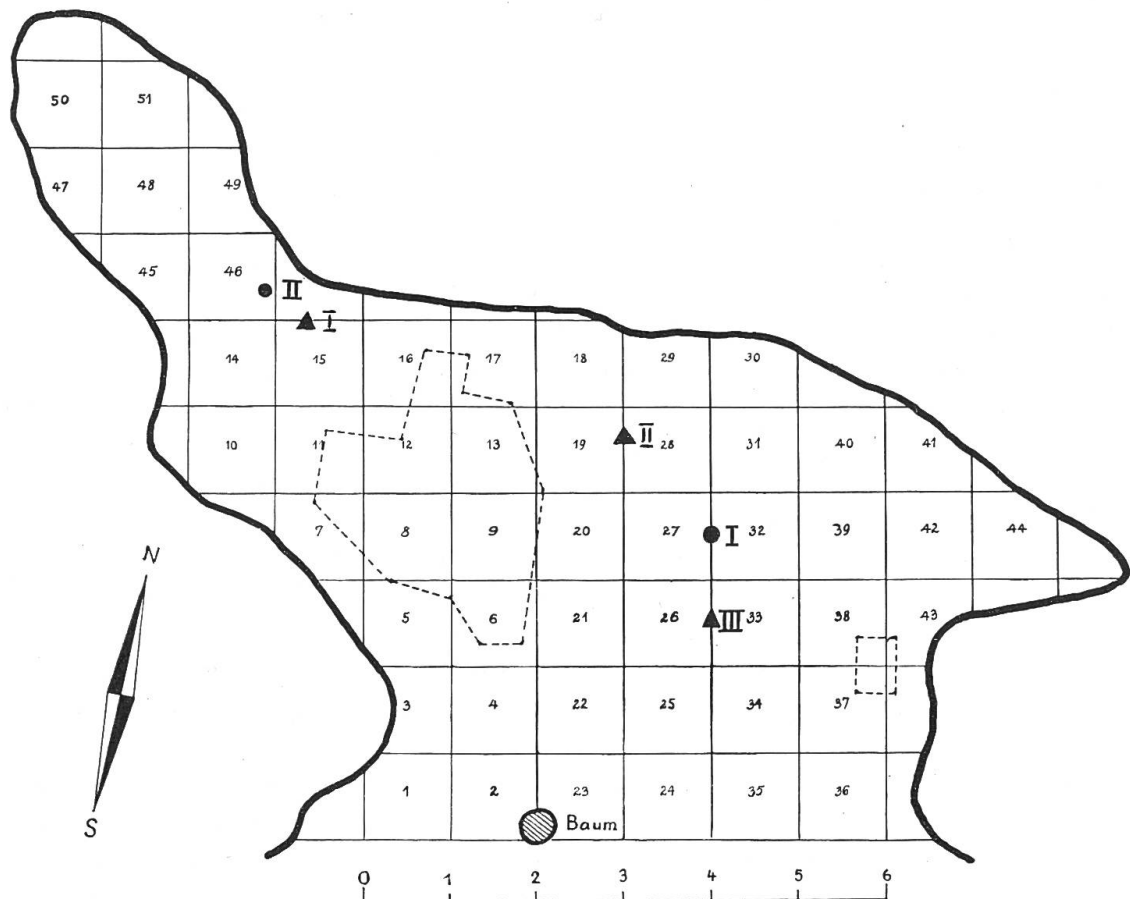 50 51
47 48 49
45 46 II
I
14 15 16 17 18 29 30
10 11 12 13 19 II 28 31 40 41
7 8 9 20 27 I 32 39 42 44
N
5 6 21 26 III 33 38 43
3 4 22 25 34 37
1 2 23 24 35 36
S
Baum
0 1 2 3 4 5 6